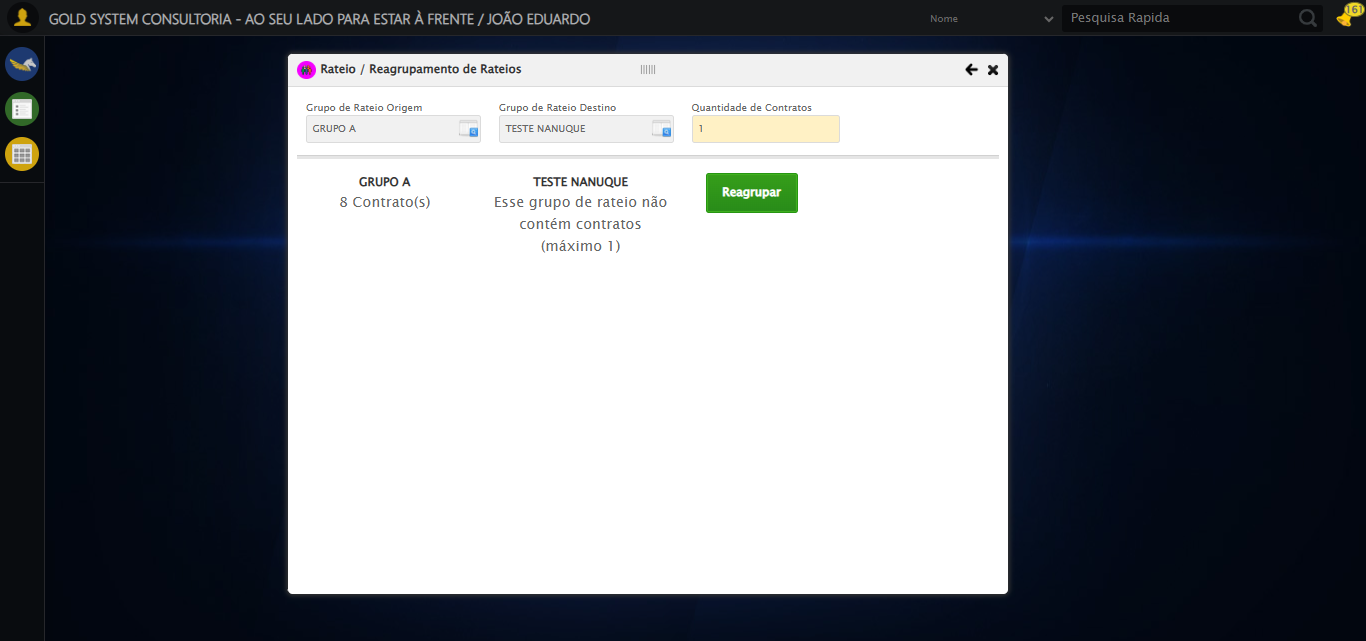 GOLD SYSTEM CONSULTORIA - AO SEU LADO PARA ESTAR À FRENTE / JOÃO EDUARDO
Nome
Pesquisa Rapida
161
Rateio / Reagrupamento de Rateios
Grupo de Rateio Origem
Grupo de Rateio Destino
Quantidade de Contratos
GRUPO A
TESTE NANUQUE
1
GRUPO A
8 Contrato(s)
TESTE NANUQUE
Esse grupo de rateio não
contém contratos
(máximo 1)
Reagrupar